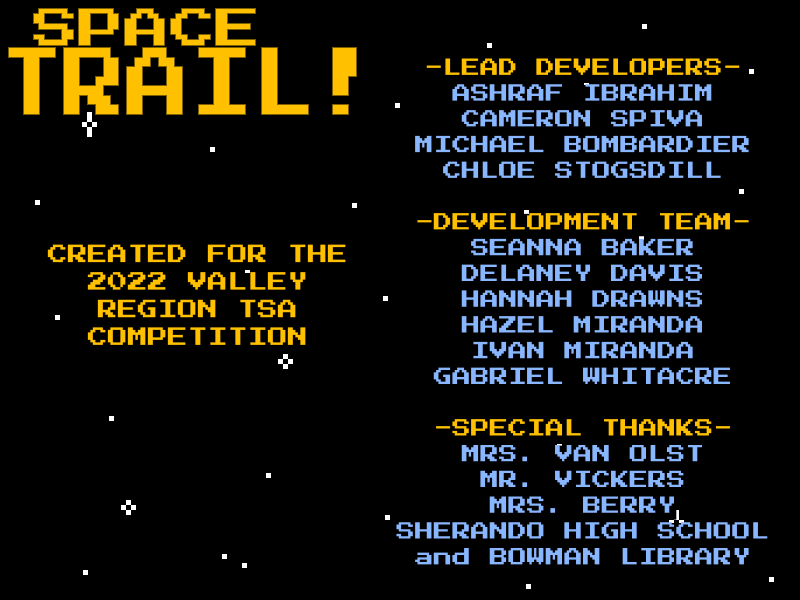 SPACE
TRAIL!
CREATED FOR THE
2022 VALLEY
REGION TSA
COMPETITION
-LEAD DEVELOPERS-
ASHRAF IBRAHIM
CAMERON SPIVA
MICHAEL BOMBARDIER
CHLOE STOGSDILL
-DEVELOPMENT TEAM-
SEANNA BAKER
DELANEY DAVIS
HANNAH DRAWNS
HAZEL MIRANDA
IVAN MIRANDA
GABRIEL WHITACRE
-SPECIAL THANKS-
MRS. VAN OLST
MR. VICKERS
MRS. BERRY
SHERANDO HIGH SCHOOL
and BOWMAN LIBRARY